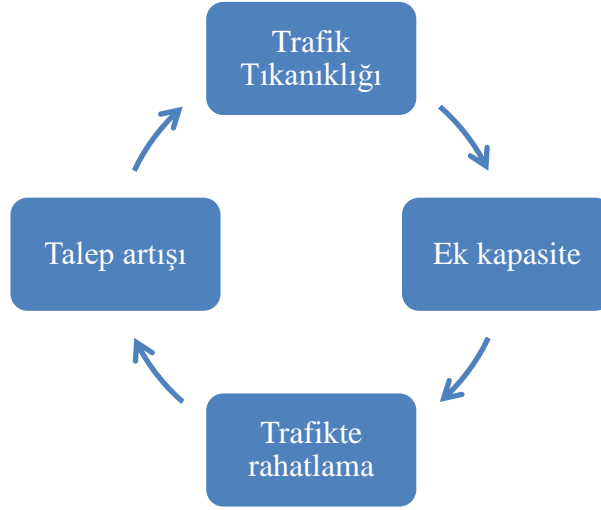 Trafik
Tıkanıklığı
Talep artışı
Ek kapasite
Trafikte
rahatlama